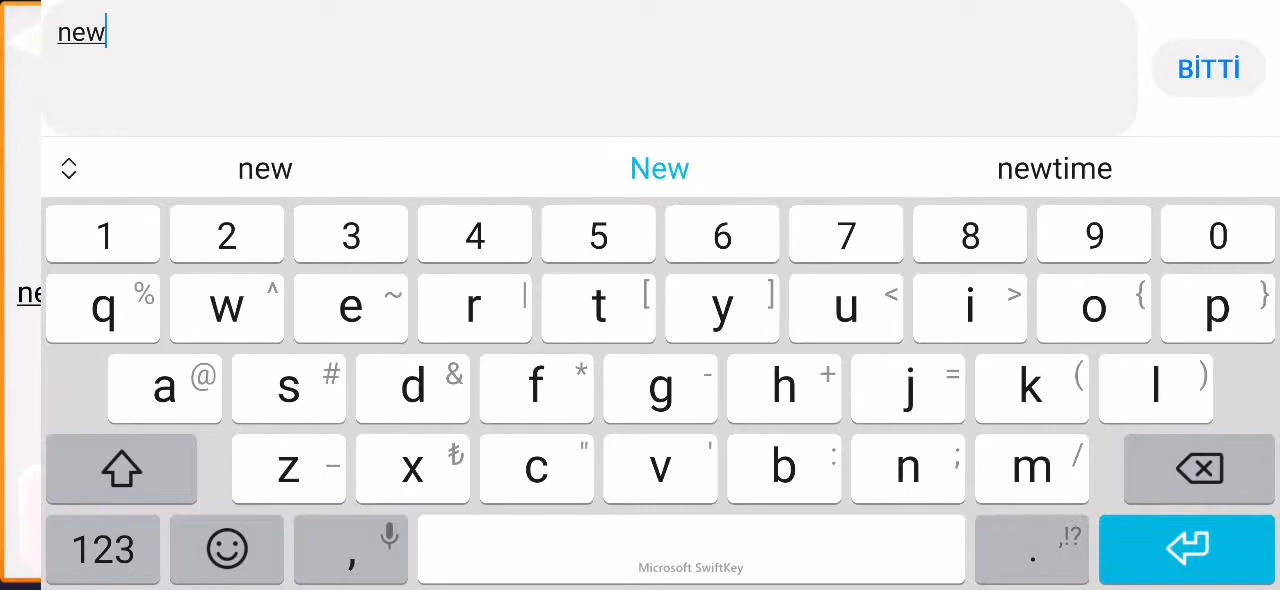 new
BİTTİ
new New newtime
1 2 3 4 5 6 7 8 9 0
ne
q % w ^ e ~ r | t [ y ] u < i > o { p }
a @ s # d & f * g - h + j = k ( l )
z _ x ₺ c " v ' b : n ; m /
123 , . ,!?
Microsoft SwiftKey